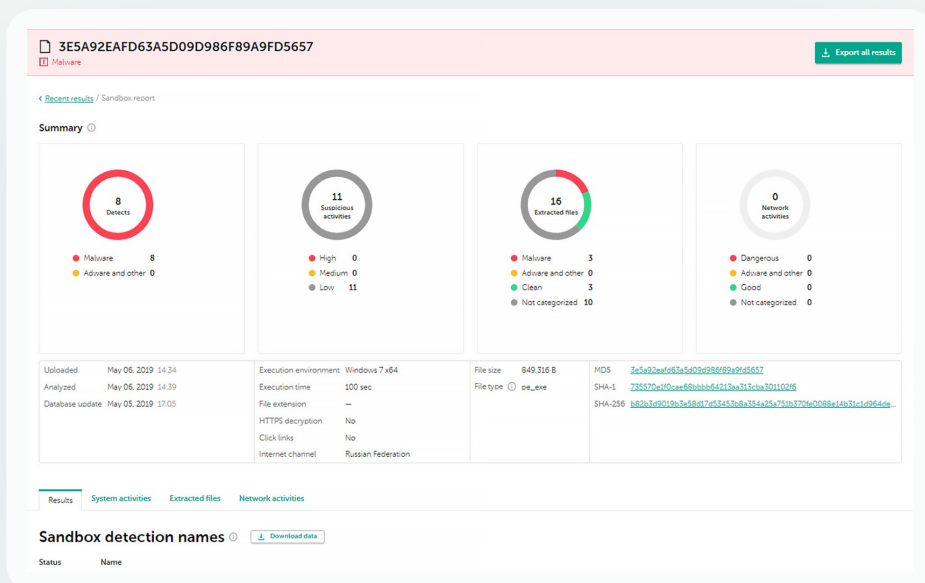 3E5A92EAFD63A5D09D986F89A9FD5657
Malware
Export all results
Recent results / Sandbox report
Summary
8
Detects
Malware 8
Adware and other 0
11
Suspicious
activities
High 0
Medium 0
Low 11
16
Extracted files
Malware 3
Adware and other 0
Clean 3
Not categorized 10
0
Network
activities
Dangerous 0
Adware and other 0
Good 0
Not categorized 0
Uploaded May 06, 2019 14:34
Analyzed May 06, 2019 14:39
Database update May 05, 2019 17:05
Execution environment Windows 7 x64
Execution time 100 sec
File extension —
HTTPS decryption No
Click links No
Internet channel Russian Federation
File size 849,316 B
File type pe_exe
MD5 3e5a92eafd63a5d09d986f89a9fd5657
SHA-1 735570e1f0cae68bbbb64213aa313cba301102f6
SHA-256 b82b3d9019b3e58d17d53453b8a354a25a751b370fe0088e14b31c1d964de...
Results System activities Extracted files Network activities
Sandbox detection names
Download data
Status Name